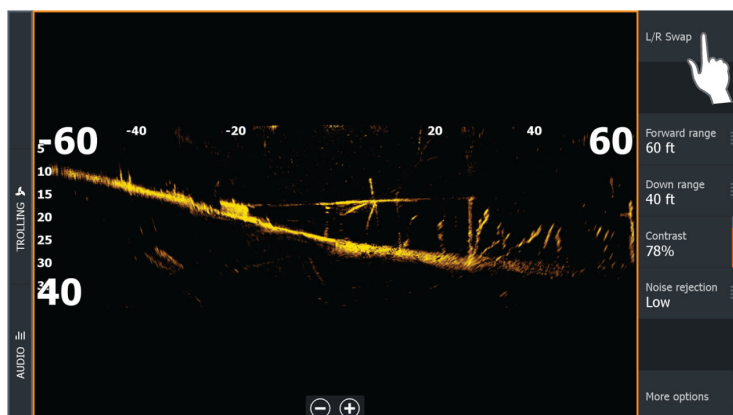 L/R Swap
-60
-40
-20
20
40
60
5
10
15
20
25
30
40
TROLLING
AUDIO
Forward range
60 ft
Down range
40 ft
Contrast
78%
Noise rejection
Low
More options